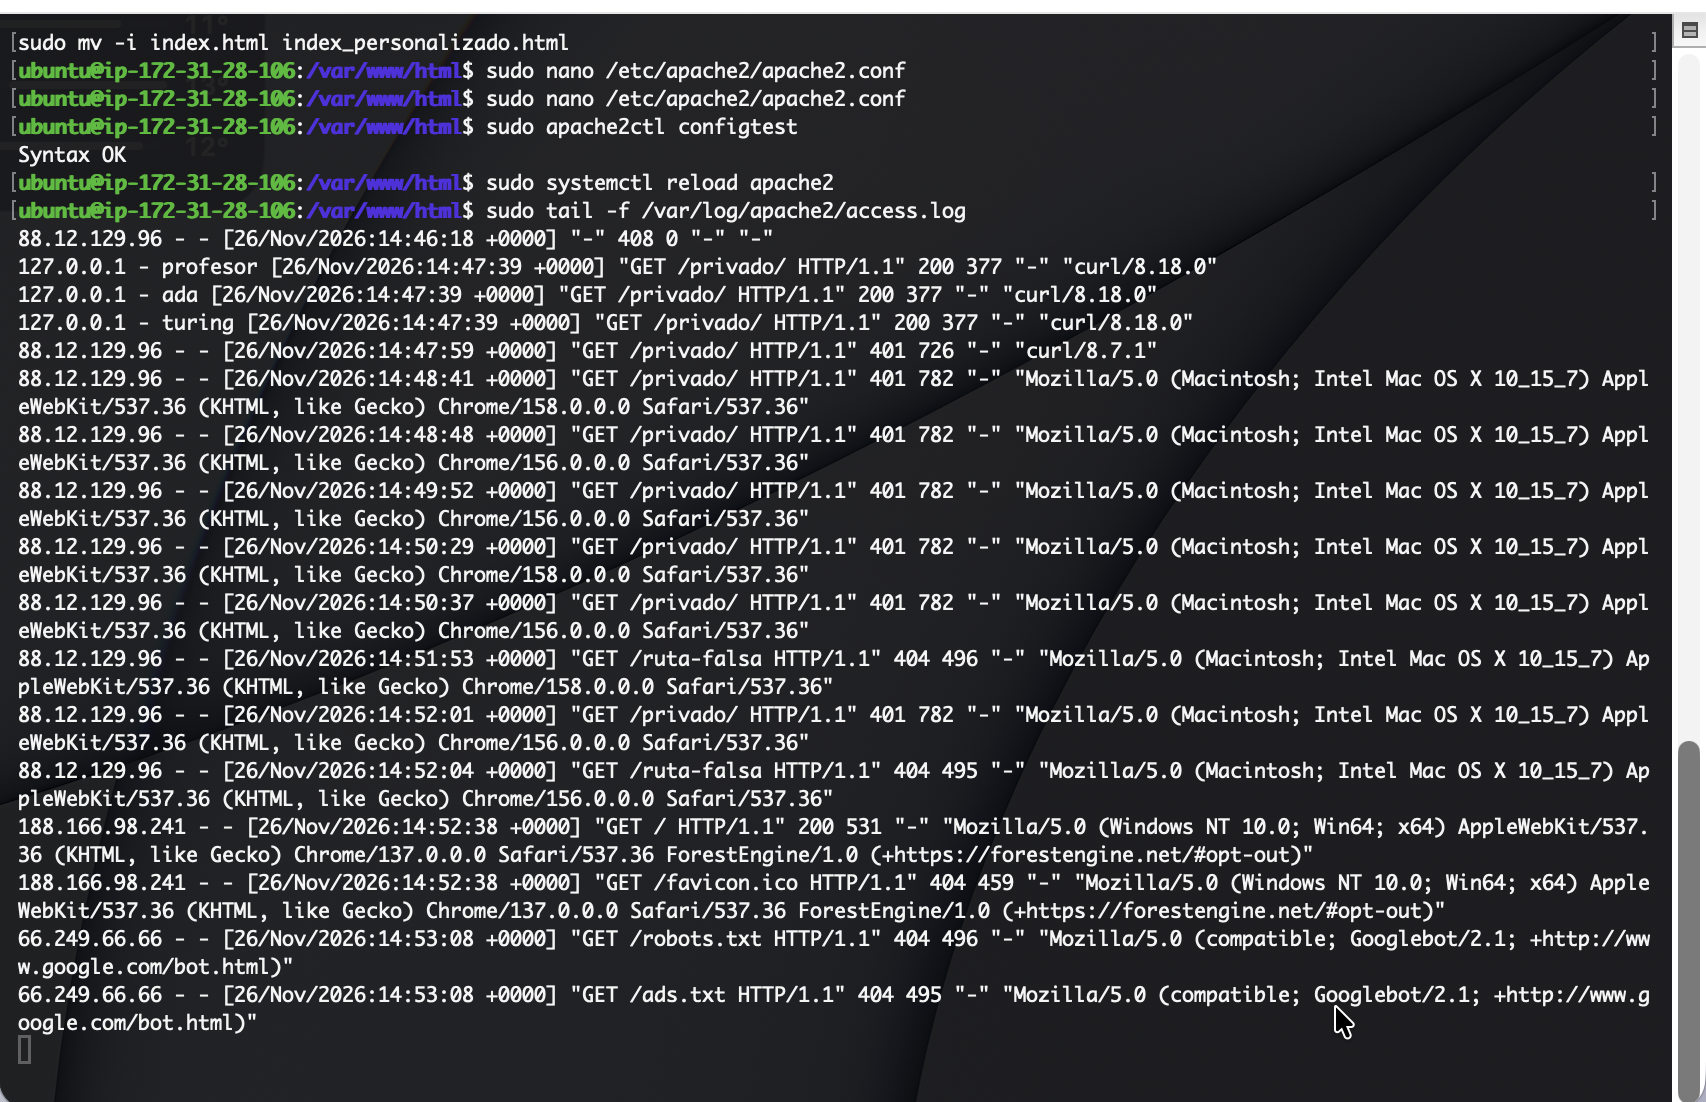 [sudo mv -i index.html index_personalizado.html ]
[ubuntu@ip-172-31-28-106:/var/www/html$ sudo nano /etc/apache2/apache2.conf ]
[ubuntu@ip-172-31-28-106:/var/www/html$ sudo nano /etc/apache2/apache2.conf ]
[ubuntu@ip-172-31-28-106:/var/www/html$ sudo apache2ctl configtest ]
Syntax OK
[ubuntu@ip-172-31-28-106:/var/www/html$ sudo systemctl reload apache2 ]
[ubuntu@ip-172-31-28-106:/var/www/html$ sudo tail -f /var/log/apache2/access.log ]
88.12.129.96 - - [26/Nov/2026:14:46:18 +0000] "-" 408 0 "-" "-"
127.0.0.1 - profesor [26/Nov/2026:14:47:39 +0000] "GET /privado/ HTTP/1.1" 200 377 "-" "curl/8.18.0"
127.0.0.1 - ada [26/Nov/2026:14:47:39 +0000] "GET /privado/ HTTP/1.1" 200 377 "-" "curl/8.18.0"
127.0.0.1 - turing [26/Nov/2026:14:47:39 +0000] "GET /privado/ HTTP/1.1" 200 377 "-" "curl/8.18.0"
88.12.129.96 - - [26/Nov/2026:14:47:59 +0000] "GET /privado/ HTTP/1.1" 401 726 "-" "curl/8.7.1"
88.12.129.96 - - [26/Nov/2026:14:48:41 +0000] "GET /privado/ HTTP/1.1" 401 782 "-" "Mozilla/5.0 (Macintosh; Intel Mac OS X 10_15_7) Appl
eWebKit/537.36 (KHTML, like Gecko) Chrome/158.0.0.0 Safari/537.36"
88.12.129.96 - - [26/Nov/2026:14:48:48 +0000] "GET /privado/ HTTP/1.1" 401 782 "-" "Mozilla/5.0 (Macintosh; Intel Mac OS X 10_15_7) Appl
eWebKit/537.36 (KHTML, like Gecko) Chrome/156.0.0.0 Safari/537.36"
88.12.129.96 - - [26/Nov/2026:14:49:52 +0000] "GET /privado/ HTTP/1.1" 401 782 "-" "Mozilla/5.0 (Macintosh; Intel Mac OS X 10_15_7) Appl
eWebKit/537.36 (KHTML, like Gecko) Chrome/156.0.0.0 Safari/537.36"
88.12.129.96 - - [26/Nov/2026:14:50:29 +0000] "GET /privado/ HTTP/1.1" 401 782 "-" "Mozilla/5.0 (Macintosh; Intel Mac OS X 10_15_7) Appl
eWebKit/537.36 (KHTML, like Gecko) Chrome/158.0.0.0 Safari/537.36"
88.12.129.96 - - [26/Nov/2026:14:50:37 +0000] "GET /privado/ HTTP/1.1" 401 782 "-" "Mozilla/5.0 (Macintosh; Intel Mac OS X 10_15_7) Appl
eWebKit/537.36 (KHTML, like Gecko) Chrome/156.0.0.0 Safari/537.36"
88.12.129.96 - - [26/Nov/2026:14:51:53 +0000] "GET /ruta-falsa HTTP/1.1" 404 496 "-" "Mozilla/5.0 (Macintosh; Intel Mac OS X 10_15_7) Ap
pleWebKit/537.36 (KHTML, like Gecko) Chrome/158.0.0.0 Safari/537.36"
88.12.129.96 - - [26/Nov/2026:14:52:01 +0000] "GET /privado/ HTTP/1.1" 401 782 "-" "Mozilla/5.0 (Macintosh; Intel Mac OS X 10_15_7) Appl
eWebKit/537.36 (KHTML, like Gecko) Chrome/156.0.0.0 Safari/537.36"
88.12.129.96 - - [26/Nov/2026:14:52:04 +0000] "GET /ruta-falsa HTTP/1.1" 404 495 "-" "Mozilla/5.0 (Macintosh; Intel Mac OS X 10_15_7) Ap
pleWebKit/537.36 (KHTML, like Gecko) Chrome/156.0.0.0 Safari/537.36"
188.166.98.241 - - [26/Nov/2026:14:52:38 +0000] "GET / HTTP/1.1" 200 531 "-" "Mozilla/5.0 (Windows NT 10.0; Win64; x64) AppleWebKit/537.
36 (KHTML, like Gecko) Chrome/137.0.0.0 Safari/537.36 ForestEngine/1.0 (+https://forestengine.net/#opt-out)"
188.166.98.241 - - [26/Nov/2026:14:52:38 +0000] "GET /favicon.ico HTTP/1.1" 404 459 "-" "Mozilla/5.0 (Windows NT 10.0; Win64; x64) Apple
WebKit/537.36 (KHTML, like Gecko) Chrome/137.0.0.0 Safari/537.36 ForestEngine/1.0 (+https://forestengine.net/#opt-out)"
66.249.66.66 - - [26/Nov/2026:14:53:08 +0000] "GET /robots.txt HTTP/1.1" 404 496 "-" "Mozilla/5.0 (compatible; Googlebot/2.1; +http://ww
w.google.com/bot.html)"
66.249.66.66 - - [26/Nov/2026:14:53:08 +0000] "GET /ads.txt HTTP/1.1" 404 495 "-" "Mozilla/5.0 (compatible; Googlebot/2.1; +http://www.g
oogle.com/bot.html)"